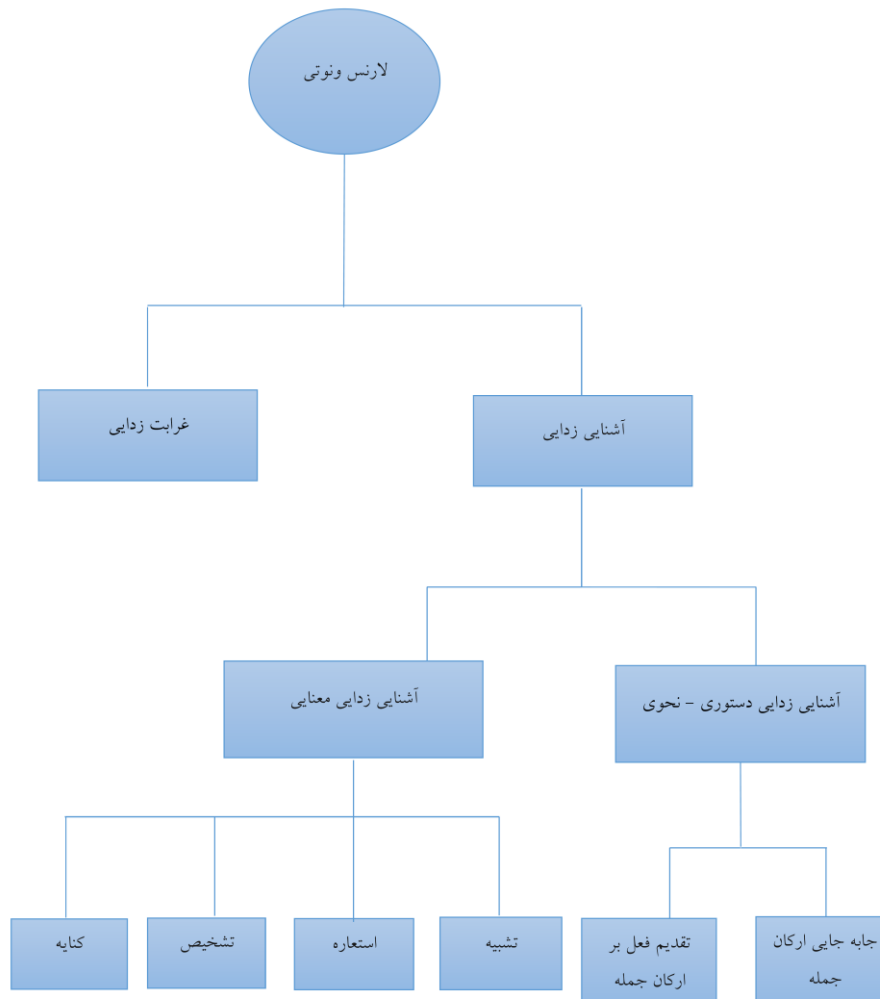 لارنس ونوتی
آشنایی زدایی
غرابت زدایی
آشنایی زدایی دستوری – نحوی
آشنایی زدایی معنایی
جابه جایی ارکان
جمله
تقدیم فعل بر
ارکان جمله
تشبیه
استعاره
تشخیص
کنایه